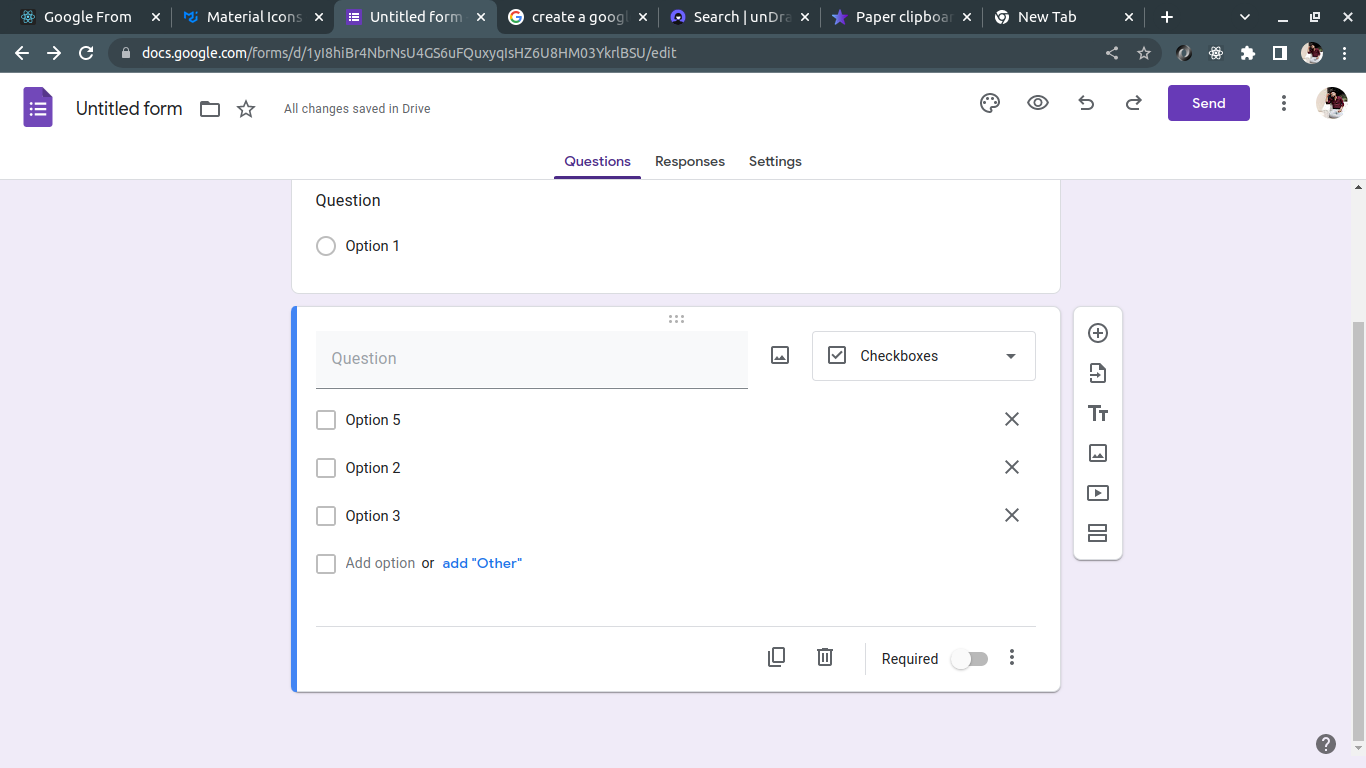 Google From
Material Icons
Untitled form
create a googl
Search | unDra
Paper clipboar
New Tab
docs.google.com/forms/d/1yI8hiBr4NbrNsU4GS6uFQuxyqIsHZ6U8HM03YkrlBSU/edit
Untitled form
All changes saved in Drive
Send
Questions
Responses
Settings
Question
Option 1
Question
Checkboxes
Option 5
Option 2
Option 3
Add option or add "Other"
Required